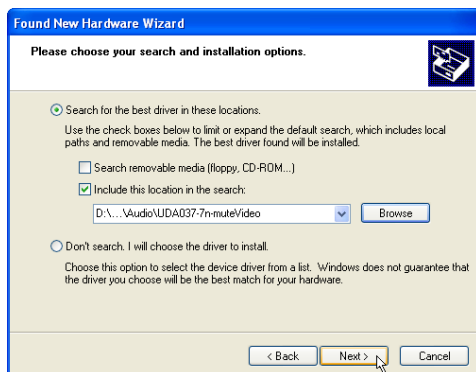 Found New Hardware Wizard
Please choose your search and installation options.
Search for the best driver in these locations.
Use the check boxes below to limit or expand the default search, which includes local
paths and removable media. The best driver found will be installed.
Search removable media (floppy, CD-ROM...)
Include this location in the search:
D:\...\Audio\UDA037-7n-muteVideo
Browse
Don't search. I will choose the driver to install.
Choose this option to select the device driver from a list. Windows does not guarantee that
the driver you choose will be the best match for your hardware.
< Back Next > Cancel